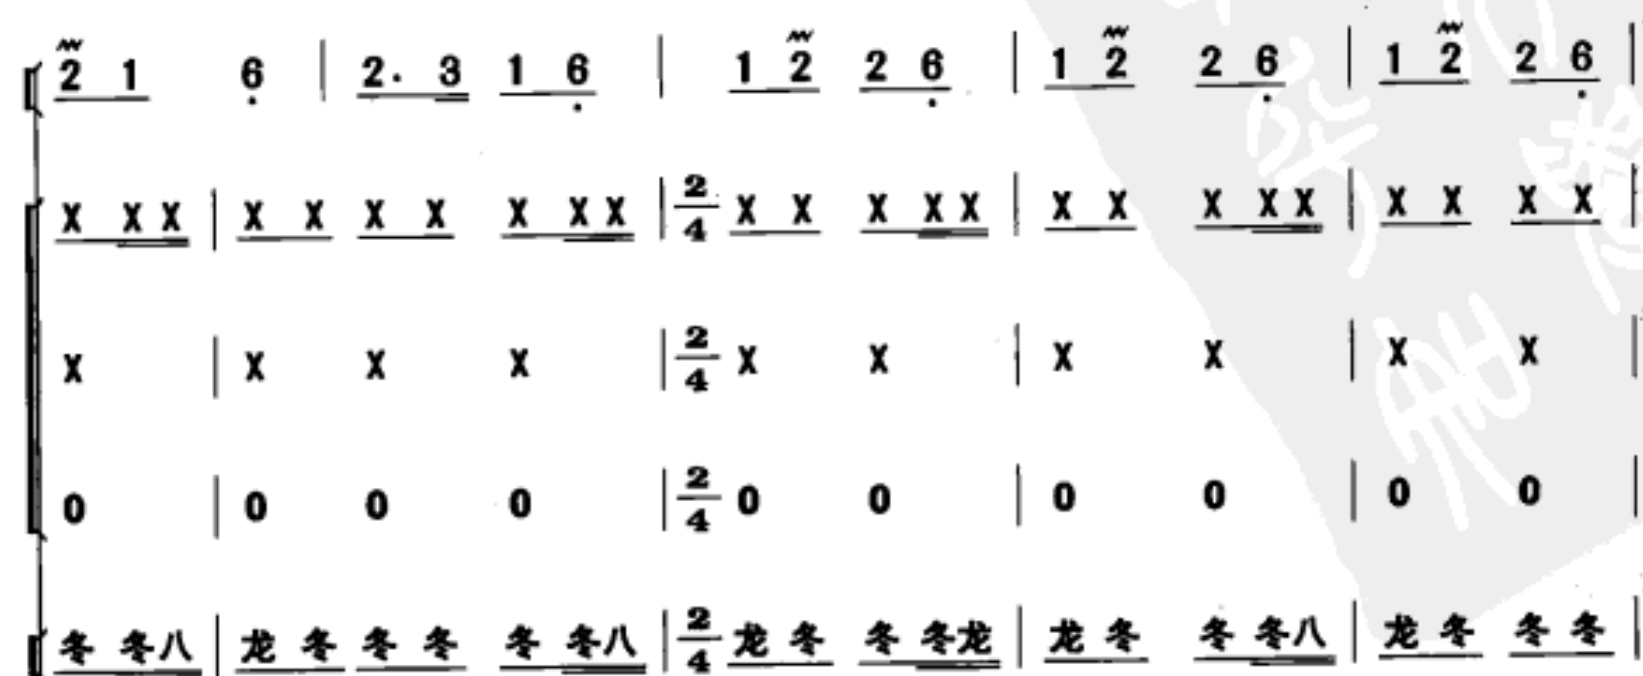 2 1 6 | 2. 3 1 6 | 1 2 2 6 | 1 2 2 6 | 1 2 2 6 |
X X X | X X X X X X X | 2/4 X X X X X | X X X X X | X X X X |
X | X X X | 2/4 X X | X X | X X |
0 | 0 0 0 | 2/4 0 0 | 0 0 | 0 0 |
冬 冬八 | 龙 冬 冬 冬 冬 冬八 | 2/4 龙 冬 冬 冬龙 | 龙 冬 冬 冬八 | 龙 冬 冬 冬 |